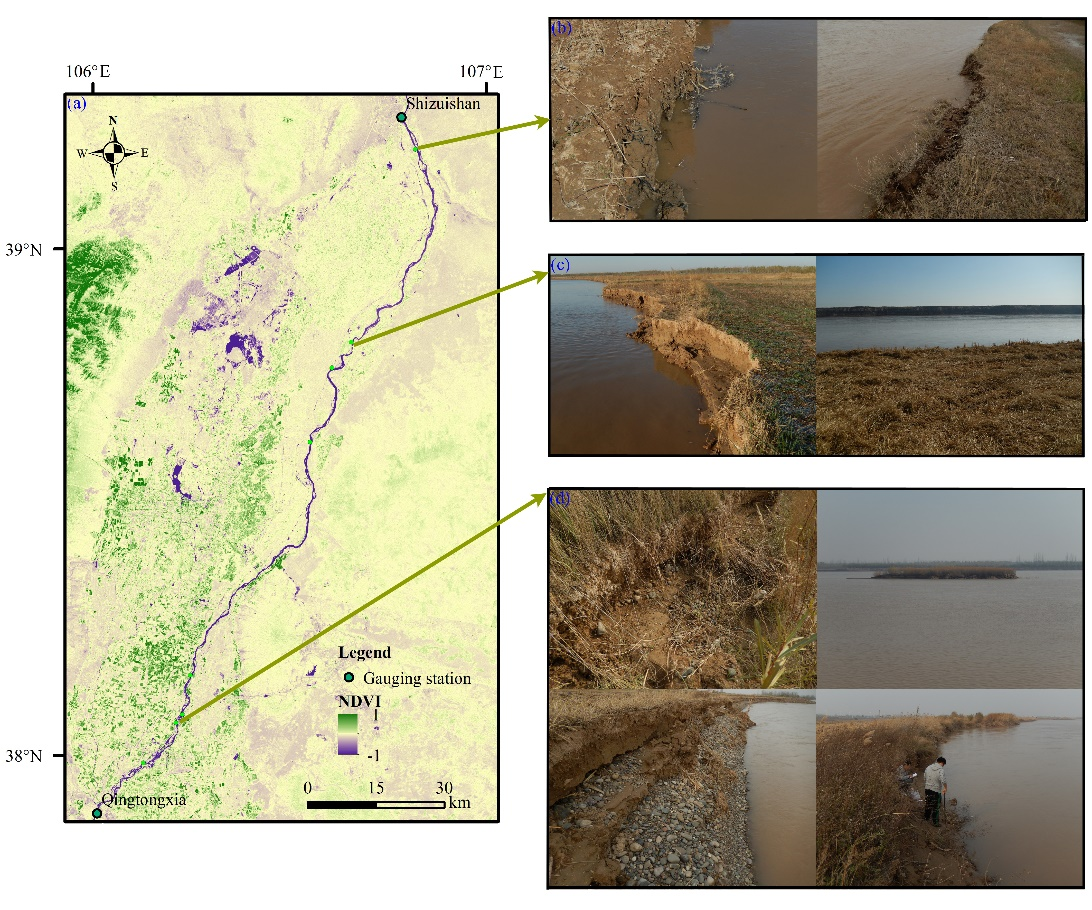 106°E
107°E
(a)
Shizuishan
N
W
E
S
39°N
38°N
Legend
Gauging station
NDVI
1
-1
0
15
30
km
Qingtongxia
(b)
(c)
(d)